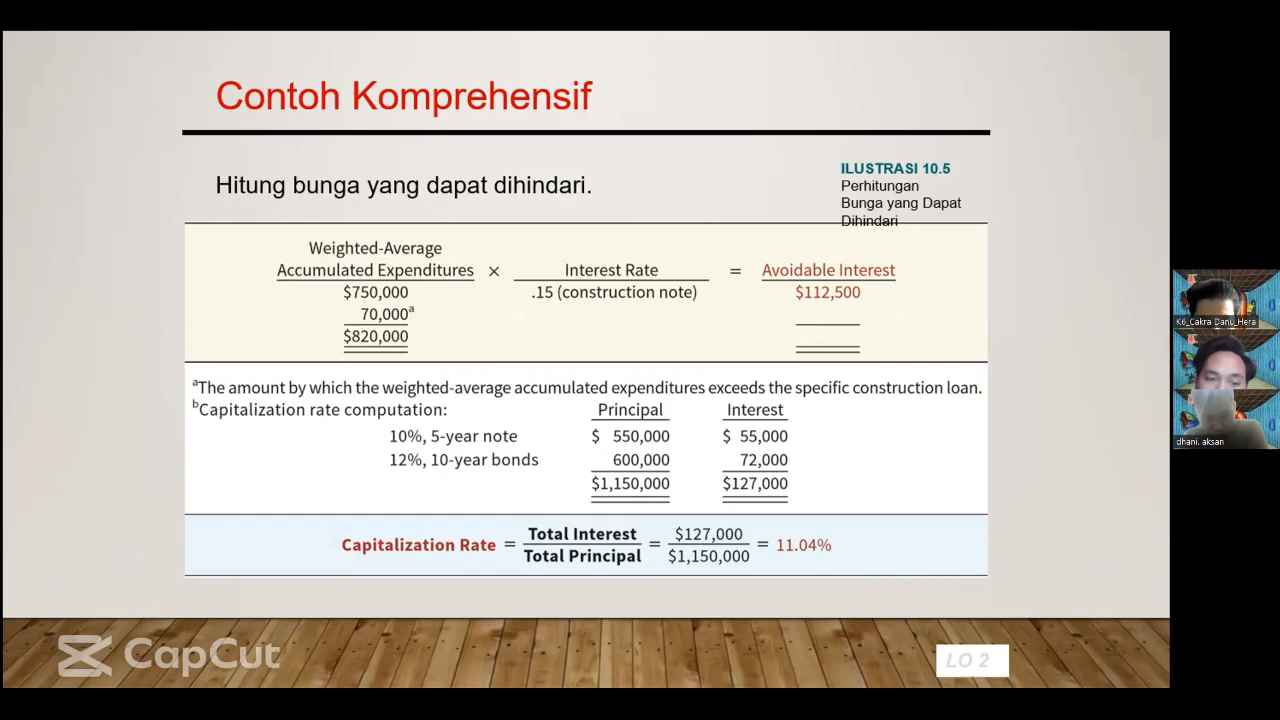 Contoh Komprehensif
Hitung bunga yang dapat dihindari.
ILUSTRASI 10.5
Perhitungan
Bunga yang Dapat
Dihindari
Weighted-Average
Accumulated Expenditures × Interest Rate = Avoidable Interest
$750,000 .15 (construction note) $112,500
70,000ᵃ
$820,000
ᵃThe amount by which the weighted-average accumulated expenditures exceeds the specific construction loan.
ᵇCapitalization rate computation: Principal Interest
10%, 5-year note $ 550,000 $ 55,000
12%, 10-year bonds 600,000 72,000
$1,150,000 $127,000
Capitalization Rate = Total Interest / Total Principal = $127,000 / $1,150,000 = 11.04%
CapCut
LO 2
K6_Cakra Danu_Hera
dhani. aksan